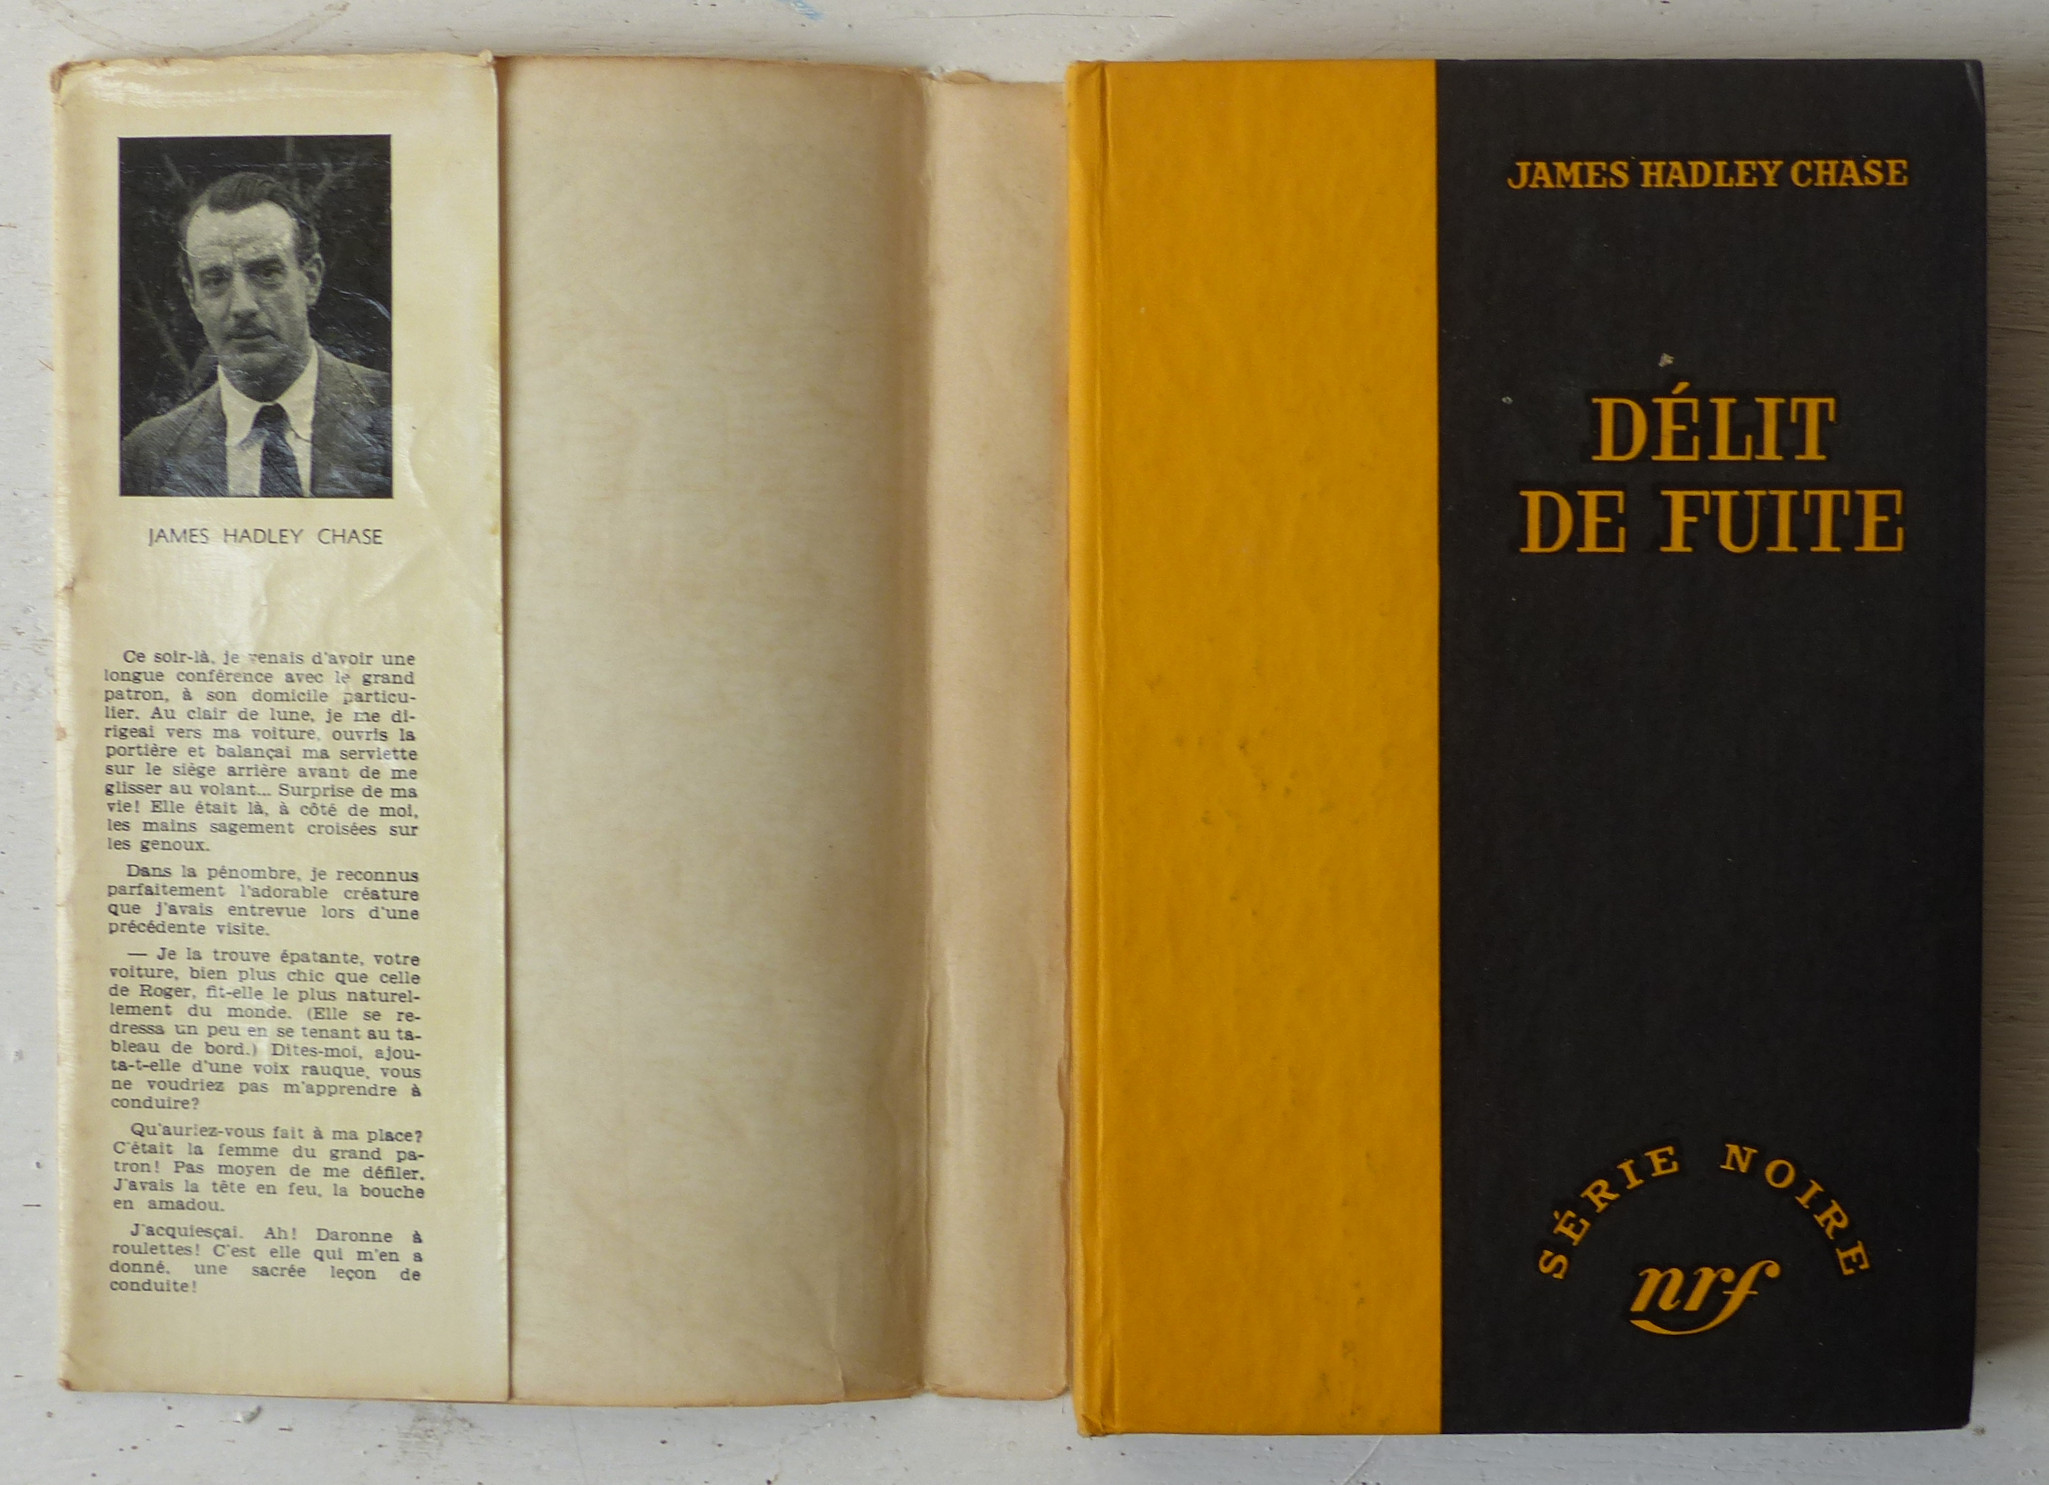 JAMES HADLEY CHASE
Ce soir-là, je venais d'avoir une
longue conférence avec le grand
patron, à son domicile particu-
lier. Au clair de lune, je me di-
rigeai vers ma voiture, ouvris la
portière et balançai ma serviette
sur le siège arrière avant de me
glisser au volant... Surprise de ma
vie! Elle était là, à côté de moi,
les mains sagement croisées sur
les genoux.
Dans la pénombre, je reconnus
parfaitement l'adorable créature
que j'avais entrevue lors d'une
précédente visite.
— Je la trouve épatante, votre
voiture, bien plus chic que celle
de Roger, fit-elle le plus naturel-
lement du monde. (Elle se re-
dressa un peu en se tenant au ta-
bleau de bord.) Dites-moi, ajou-
ta-t-elle d'une voix rauque, vous
ne voudriez pas m'apprendre à
conduire?
Qu'auriez-vous fait à ma place?
C'était la femme du grand pa-
tron! Pas moyen de me défiler.
J'avais la tête en feu, la bouche
en amadou.
J'acquiesçai. Ah! Daronne à
roulettes! C'est elle qui m'en a
donné, une sacrée leçon de
conduite!
JAMES HADLEY CHASE
DÉLIT
DE FUITE
SÉRIE NOIRE
nrf